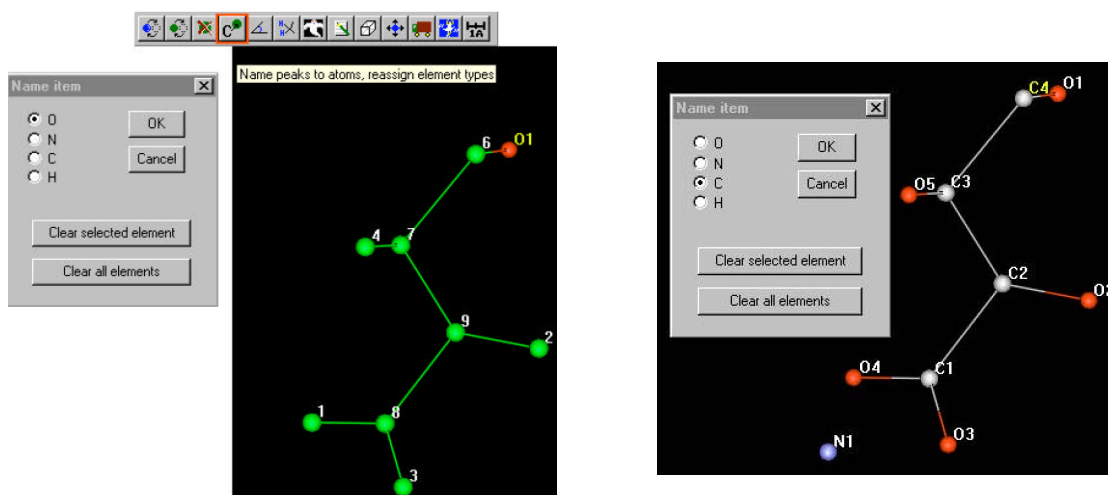 C
1A
Name peaks to atoms, reassign element types
Name item
O
N
C
H
OK
Cancel
Clear selected element
Clear all elements
6
O1
4
7
9
2
1
8
3
Name item
O
N
C
H
OK
Cancel
Clear selected element
Clear all elements
C4
O1
O5
C3
C2
O4
C1
O3
N1